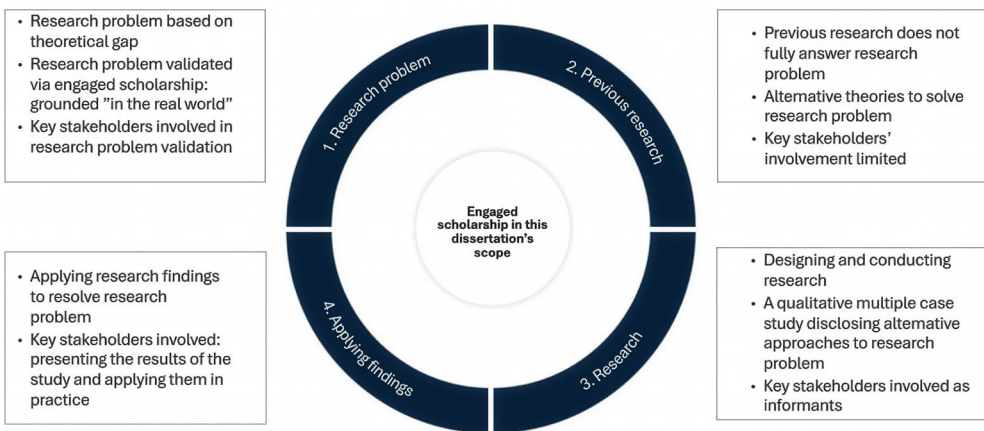 • Research problem based on
theoretical gap
• Research problem validated
via engaged scholarship:
grounded ”in the real world”
• Key stakeholders involved in
research problem validation
1. Research problem
2. Previous research
• Previous research does not
fully answer research
problem
• Alternative theories to solve
research problem
• Key stakeholders’
involvement limited
Engaged
scholarship in this
dissertation’s
scope
• Applying research findings
to resolve research
problem
• Key stakeholders involved:
presenting the results of the
study and applying them in
practice
4. Applying findings
3. Research
• Designing and conducting
research
• A qualitative multiple case
study disclosing alternative
approaches to research
problem
• Key stakeholders involved as
informants